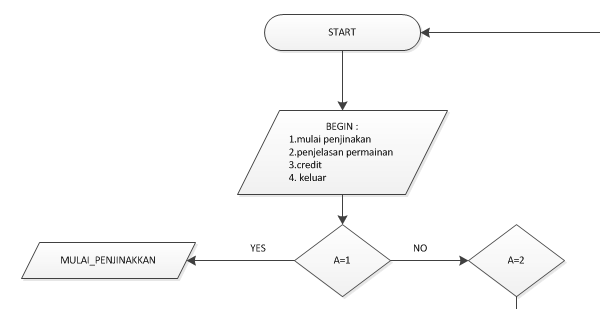 START
BEGIN :
1.mulai penjinakan
2.penjelasan permainan
3.credit
4. keluar
YES
NO
MULAI_PENJINAKKAN
A=1
A=2